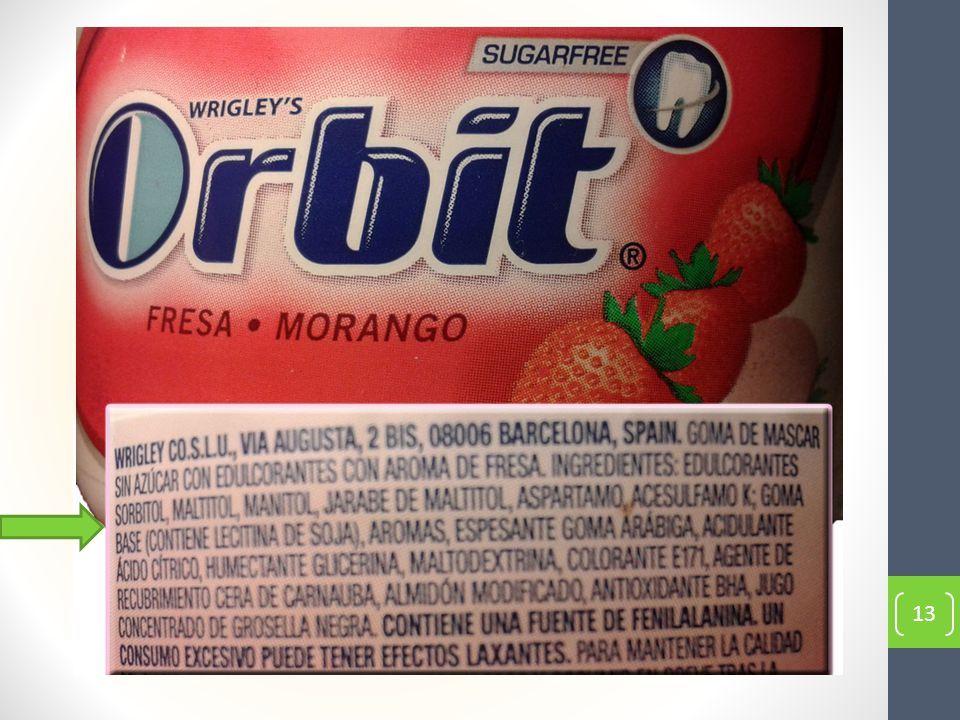 SUGARFREE
WRIGLEY'S
Orbit®
FRESA • MORANGO
WRIGLEY CO.S.L.U., VIA AUGUSTA, 2 BIS, 08006 BARCELONA, SPAIN. GOMA DE MASCAR
SIN AZÚCAR CON EDULCORANTES CON AROMA DE FRESA. INGREDIENTES: EDULCORANTES
SORBITOL, MALTITOL, MANITOL, JARABE DE MALTITOL, ASPARTAMO, ACESULFAMO K; GOMA
BASE (CONTIENE LECITINA DE SOJA), AROMAS, ESPESANTE GOMA ARÁBIGA, ACIDULANTE
ÁCIDO CÍTRICO, HUMECTANTE GLICERINA, MALTODEXTRINA, COLORANTE E171, AGENTE DE
RECUBRIMIENTO CERA DE CARNAUBA, ALMIDÓN MODIFICADO, ANTIOXIDANTE BHA, JUGO
CONCENTRADO DE GROSELLA NEGRA. CONTIENE UNA FUENTE DE FENILALANINA. UN
CONSUMO EXCESIVO PUEDE TENER EFECTOS LAXANTES. PARA MANTENER LA CALIDAD
13